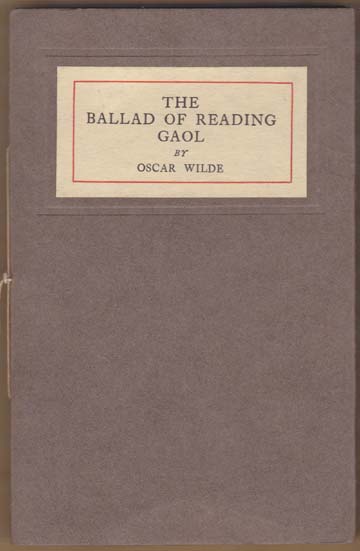 THE
BALLAD OF READING
GAOL
BY
OSCAR WILDE